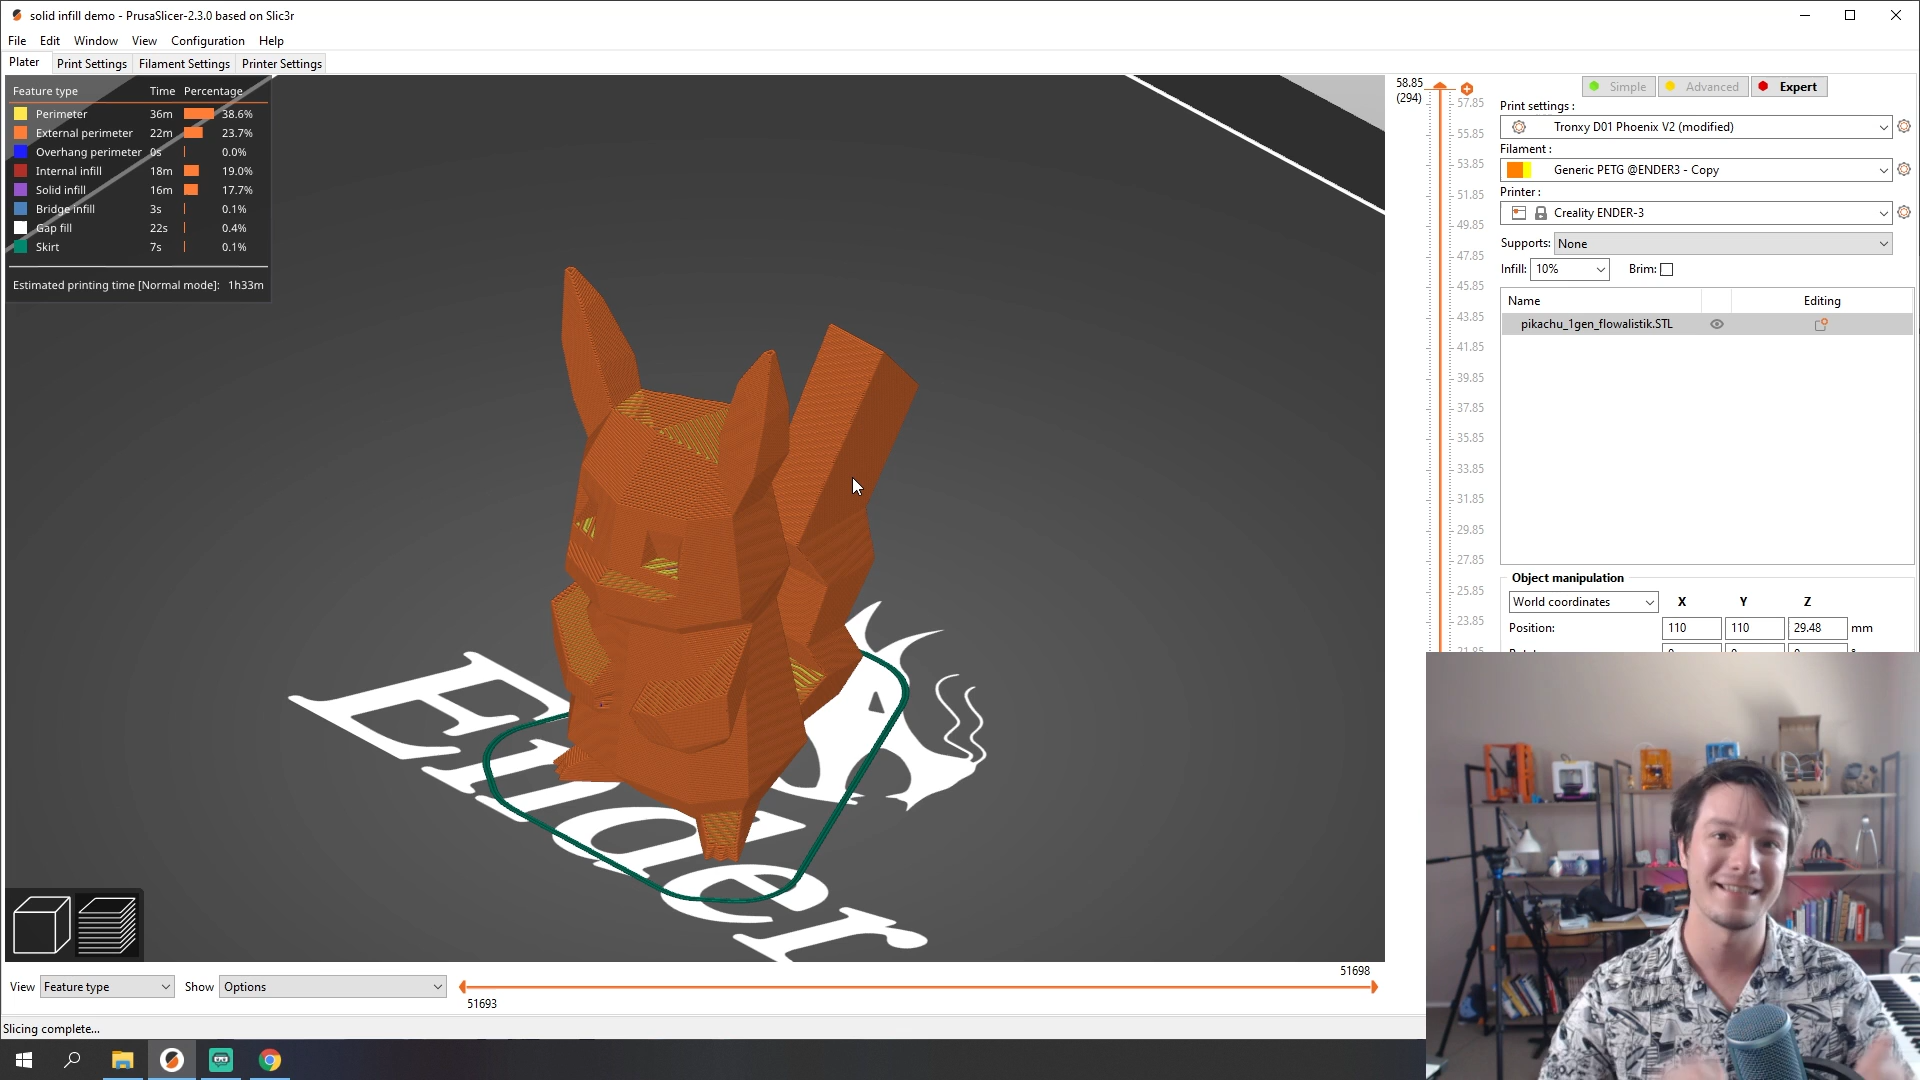 solid infill demo - PrusaSlicer-2.3.0 based on Slic3r
File Edit Window View Configuration Help
Plater Print Settings Filament Settings Printer Settings
Feature type Time Percentage
Perimeter 36m 38.6%
External perimeter 22m 23.7%
Overhang perimeter 0s 0.0%
Internal infill 18m 19.0%
Solid infill 16m 17.7%
Bridge infill 3s 0.1%
Gap fill 22s 0.4%
Skirt 7s 0.1%
Estimated printing time [Normal mode]: 1h33m
Ender
58.85
(294)
57.85
55.85
53.85
51.85
49.85
47.85
45.85
43.85
41.85
39.85
37.85
35.85
33.85
31.85
29.85
27.85
25.85
23.85
21.85
Simple Advanced Expert
Print settings :
Tronxy D01 Phoenix V2 (modified)
Filament :
Generic PETG @ENDER3 - Copy
Printer :
Creality ENDER-3
Supports: None
Infill: 10% Brim:
Name Editing
pikachu_1gen_flowalistik.STL
Object manipulation
World coordinates X Y Z
Position: 110 110 29.48 mm
51698
View Feature type Show Options
51693
Slicing complete...